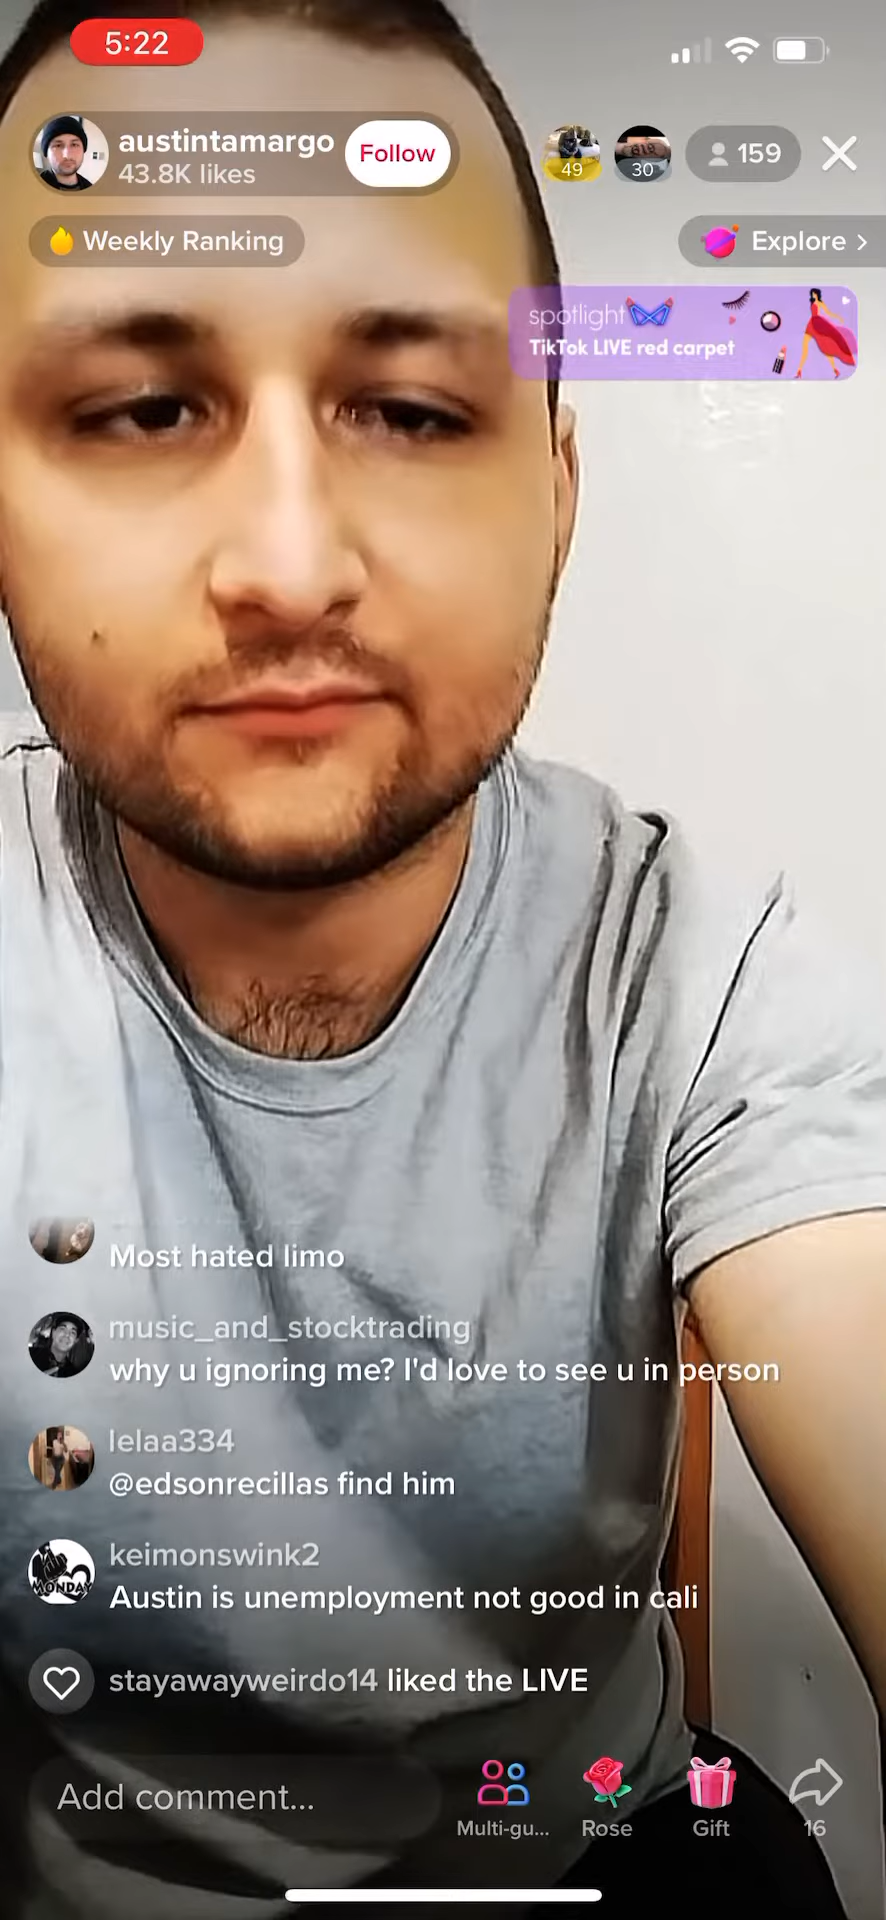 5:22
austintamargo
43.8K likes
Follow
49
30
159
Weekly Ranking
Explore >
spotlight
TikTok LIVE red carpet
Most hated limo
music_and_stocktrading
why u ignoring me? I'd love to see u in person
lelaa334
@edsonrecillas find him
keimonswink2
MONDAY
Austin is unemployment not good in cali
stayawayweirdo14 liked the LIVE
Add comment...
Multi-gu...
Rose
Gift
16